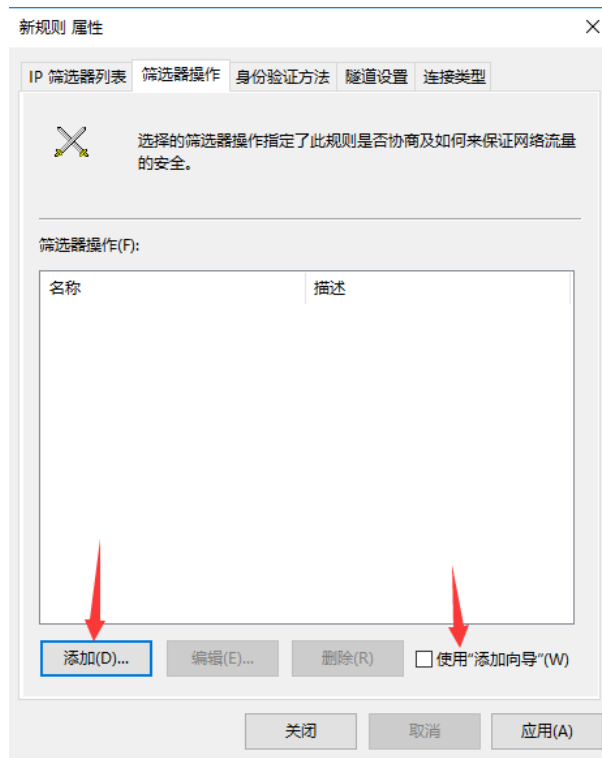 新规则 属性
IP 筛选器列表 筛选器操作 身份验证方法 隧道设置 连接类型
选择的筛选器操作指定了此规则是否协商及如何来保证网络流量
的安全。
筛选器操作(F):
名称 描述
添加(D)... 编辑(E)... 删除(R) 使用“添加向导”(W)
关闭 取消 应用(A)